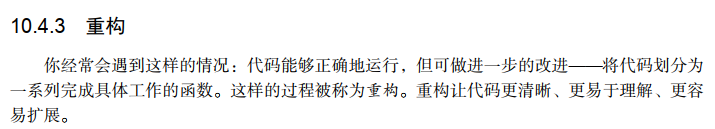 10.4.3 重构
你经常会遇到这样的情况：代码能够正确地运行，但可做进一步的改进——将代码划分为
一系列完成具体工作的函数。这样的过程被称为重构。重构让代码更清晰、更易于理解、更容
易扩展。